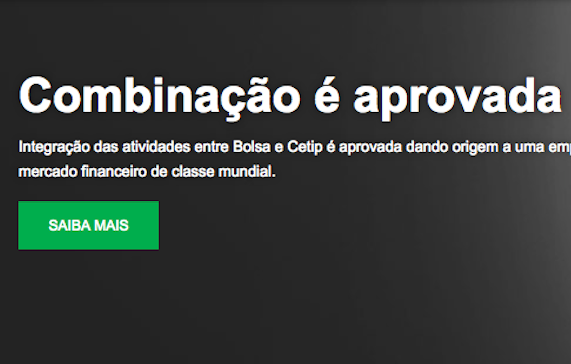 Combinação é aprovada
Integração das atividades entre Bolsa e Cetip é aprovada dando origem a uma
mercado financeiro de classe mundial.
SAIBA MAIS